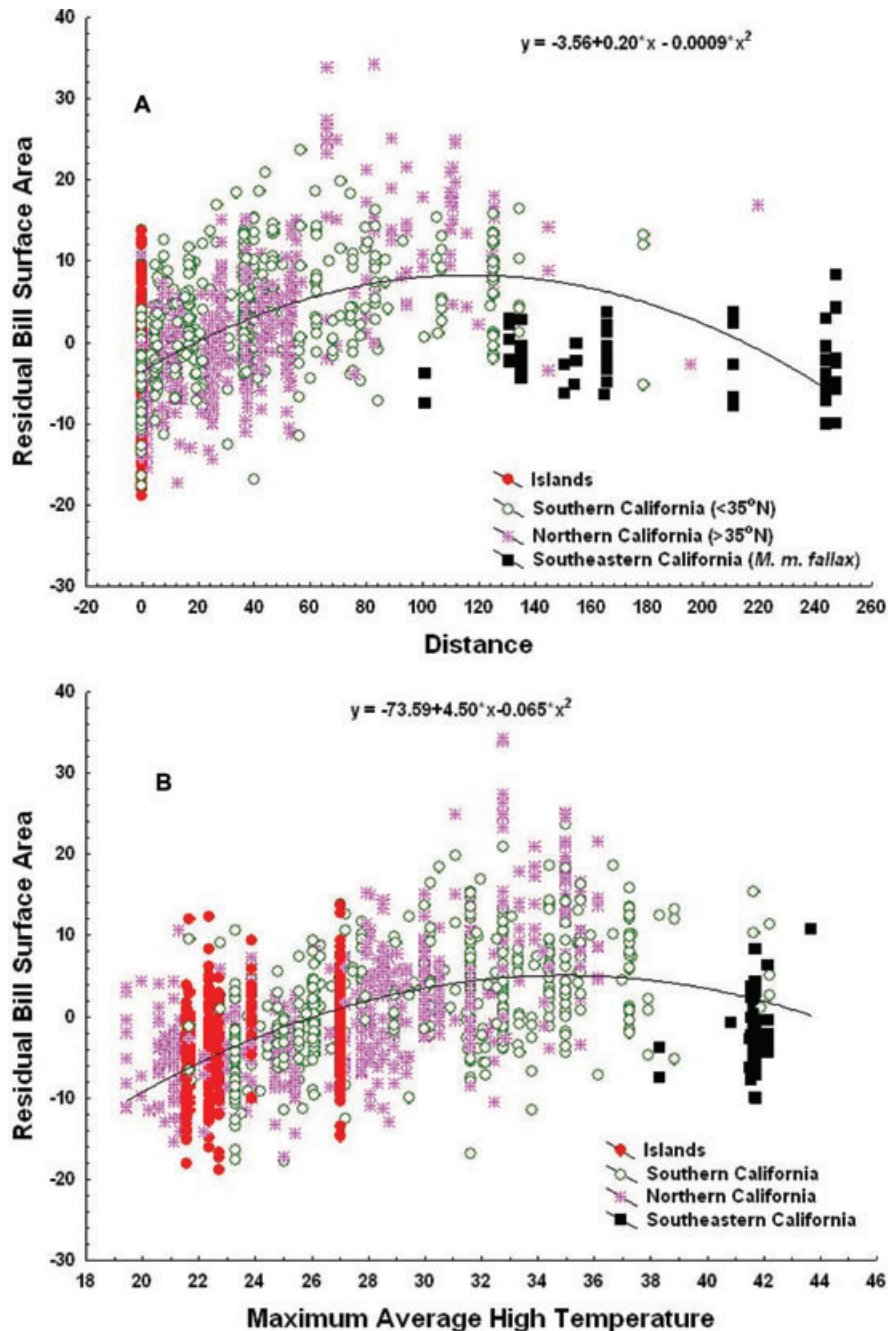 40
y = -3.56+0.20*x - 0.0009*x²
30
A
20
10
0
-10
-20
-30
Residual Bill Surface Area
Islands
Southern California (<35°N)
Northern California (>35°N)
Southeastern California (M. m. fallax)
-20 0 20 40 60 80 100 120 140 160 180 200 220 240 260
Distance
40
y = -73.59+4.50*x-0.065*x²
30
B
20
10
0
-10
-20
-30
Residual Bill Surface Area
Islands
Southern California
Northern California
Southeastern California
18 20 22 24 26 28 30 32 34 36 38 40 42 44 46
Maximum Average High Temperature